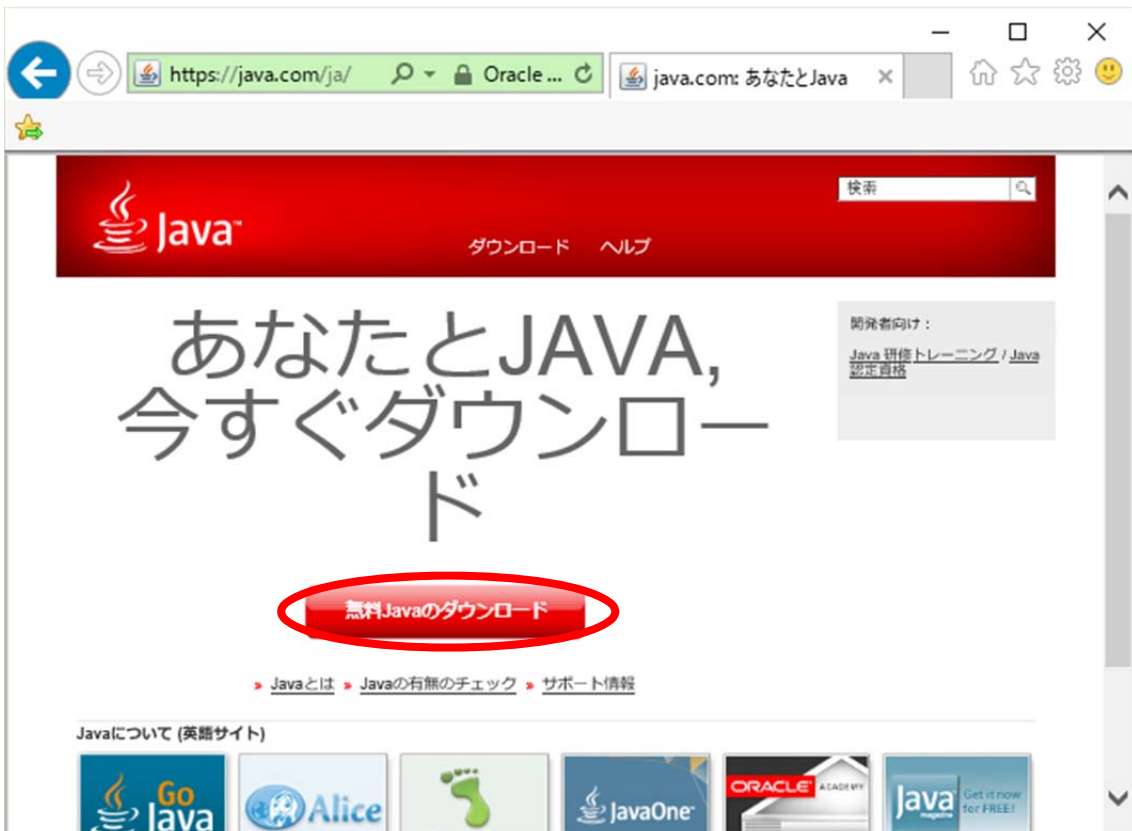 https://java.com/ja/
Oracle ...
java.com: あなたとJava
Java™
検索
ダウンロード ヘルプ
あなたとJAVA,
今すぐダウンロー
ド
開発者向け：
Java 研修トレーニング / Java
認定資格
無料Javaのダウンロード
» Javaとは » Javaの有無のチェック » サポート情報
Javaについて (英語サイト)
Go
Java
Alice
JavaOne™
ORACLE® ACADEMY
Java
magazine
Get it now
for FREE!